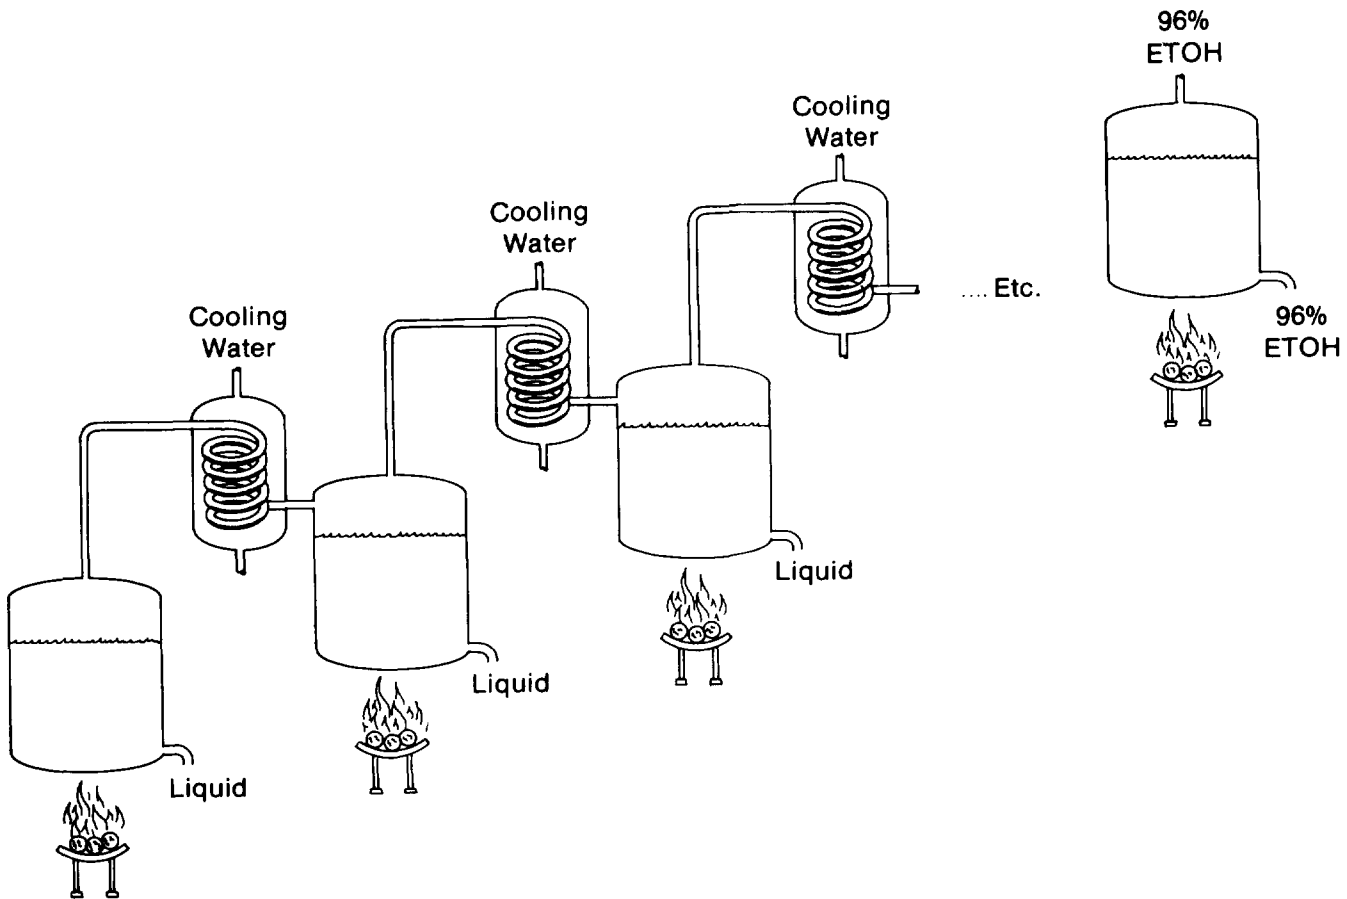 96%
ETOH
Cooling
Water
Cooling
Water
.... Etc.
Cooling
Water
96%
ETOH
Liquid
Liquid
Liquid